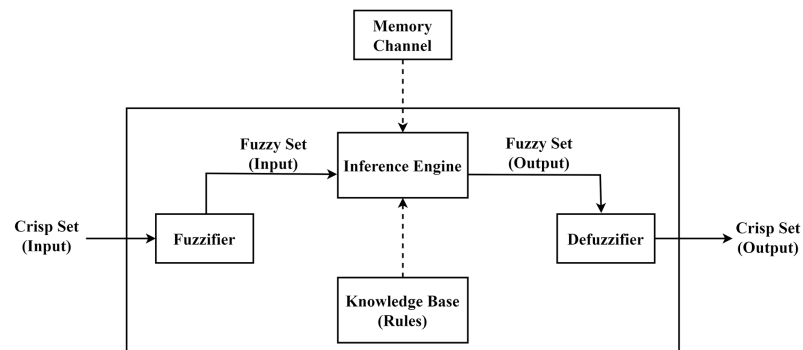 Memory
Channel
Fuzzy Set
(Input)
Inference Engine
Fuzzy Set
(Output)
Crisp Set
(Input)
Fuzzifier
Defuzzifier
Crisp Set
(Output)
Knowledge Base
(Rules)